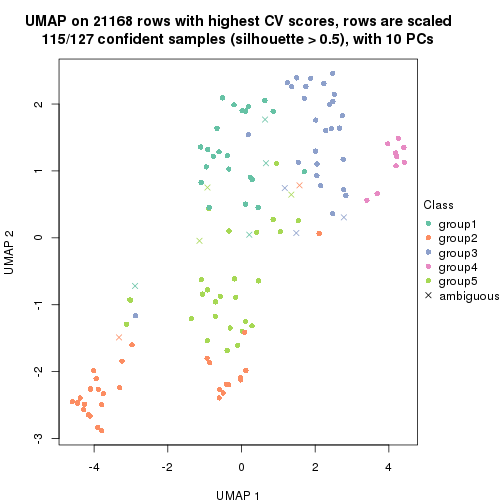 UMAP on 21168 rows with highest CV scores, rows are scaled
115/127 confident samples (silhouette > 0.5), with 10 PCs
2
1
0
-1
-2
-3
UMAP 2
-4
-2
0
2
4
UMAP 1
Class
group1
group2
group3
group4
group5
ambiguous